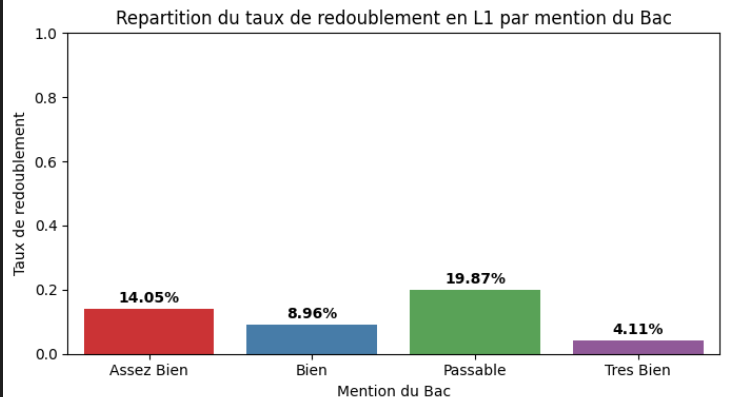 Repartition du taux de redoublement en L1 par mention du Bac
1.0
0.8
0.6
0.4
0.2
0.0
Taux de redoublement
14.05%
8.96%
19.87%
4.11%
Assez Bien
Bien
Passable
Tres Bien
Mention du Bac